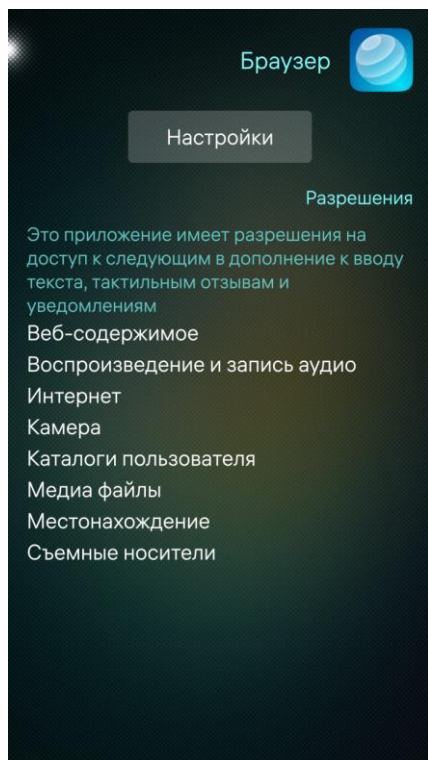 Браузер
Настройки
Разрешения
Это приложение имеет разрешения на
доступ к следующим в дополнение к вводу
текста, тактильным отзывам и
уведомлениям
Веб-содержимое
Воспроизведение и запись аудио
Интернет
Камера
Каталоги пользователя
Медиа файлы
Местонахождение
Съемные носители